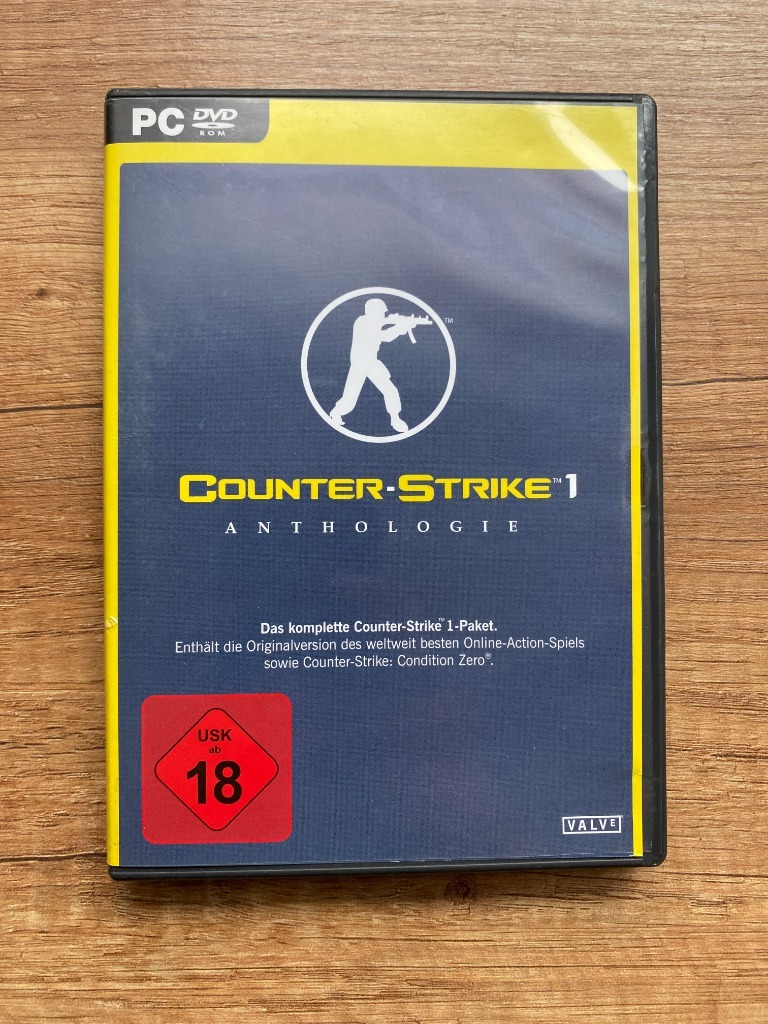 PC DVD
ROM
TM
COUNTER-STRIKE™ 1
ANTHOLOGIE
Das komplette Counter-Strike™ 1-Paket.
Enthält die Originalversion des weltweit besten Online-Action-Spiels
sowie Counter-Strike: Condition Zero®.
USK
ab
18
VALVE